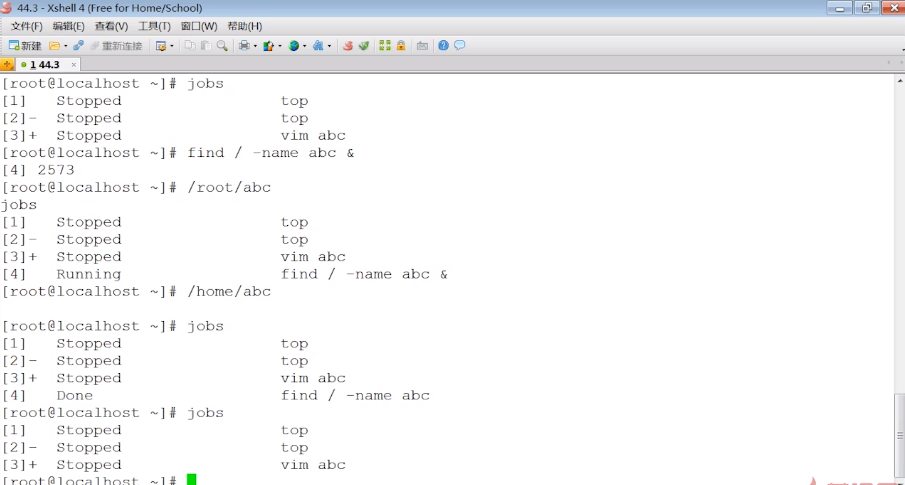 44.3 - Xshell 4 (Free for Home/School)
文件(F) 编辑(E) 查看(V) 工具(T) 窗口(W) 帮助(H)
新建 重新连接
1 44.3
[root@localhost ~]# jobs
[1]   Stopped                 top
[2]-  Stopped                 top
[3]+  Stopped                 vim abc
[root@localhost ~]# find / -name abc &
[4] 2573
[root@localhost ~]# /root/abc
jobs
[1]   Stopped                 top
[2]-  Stopped                 top
[3]+  Stopped                 vim abc
[4]   Running                 find / -name abc &
[root@localhost ~]# /home/abc
[root@localhost ~]# jobs
[1]   Stopped                 top
[2]-  Stopped                 top
[3]+  Stopped                 vim abc
[4]   Done                    find / -name abc
[root@localhost ~]# jobs
[1]   Stopped                 top
[2]-  Stopped                 top
[3]+  Stopped                 vim abc
[root@localhost ~]#